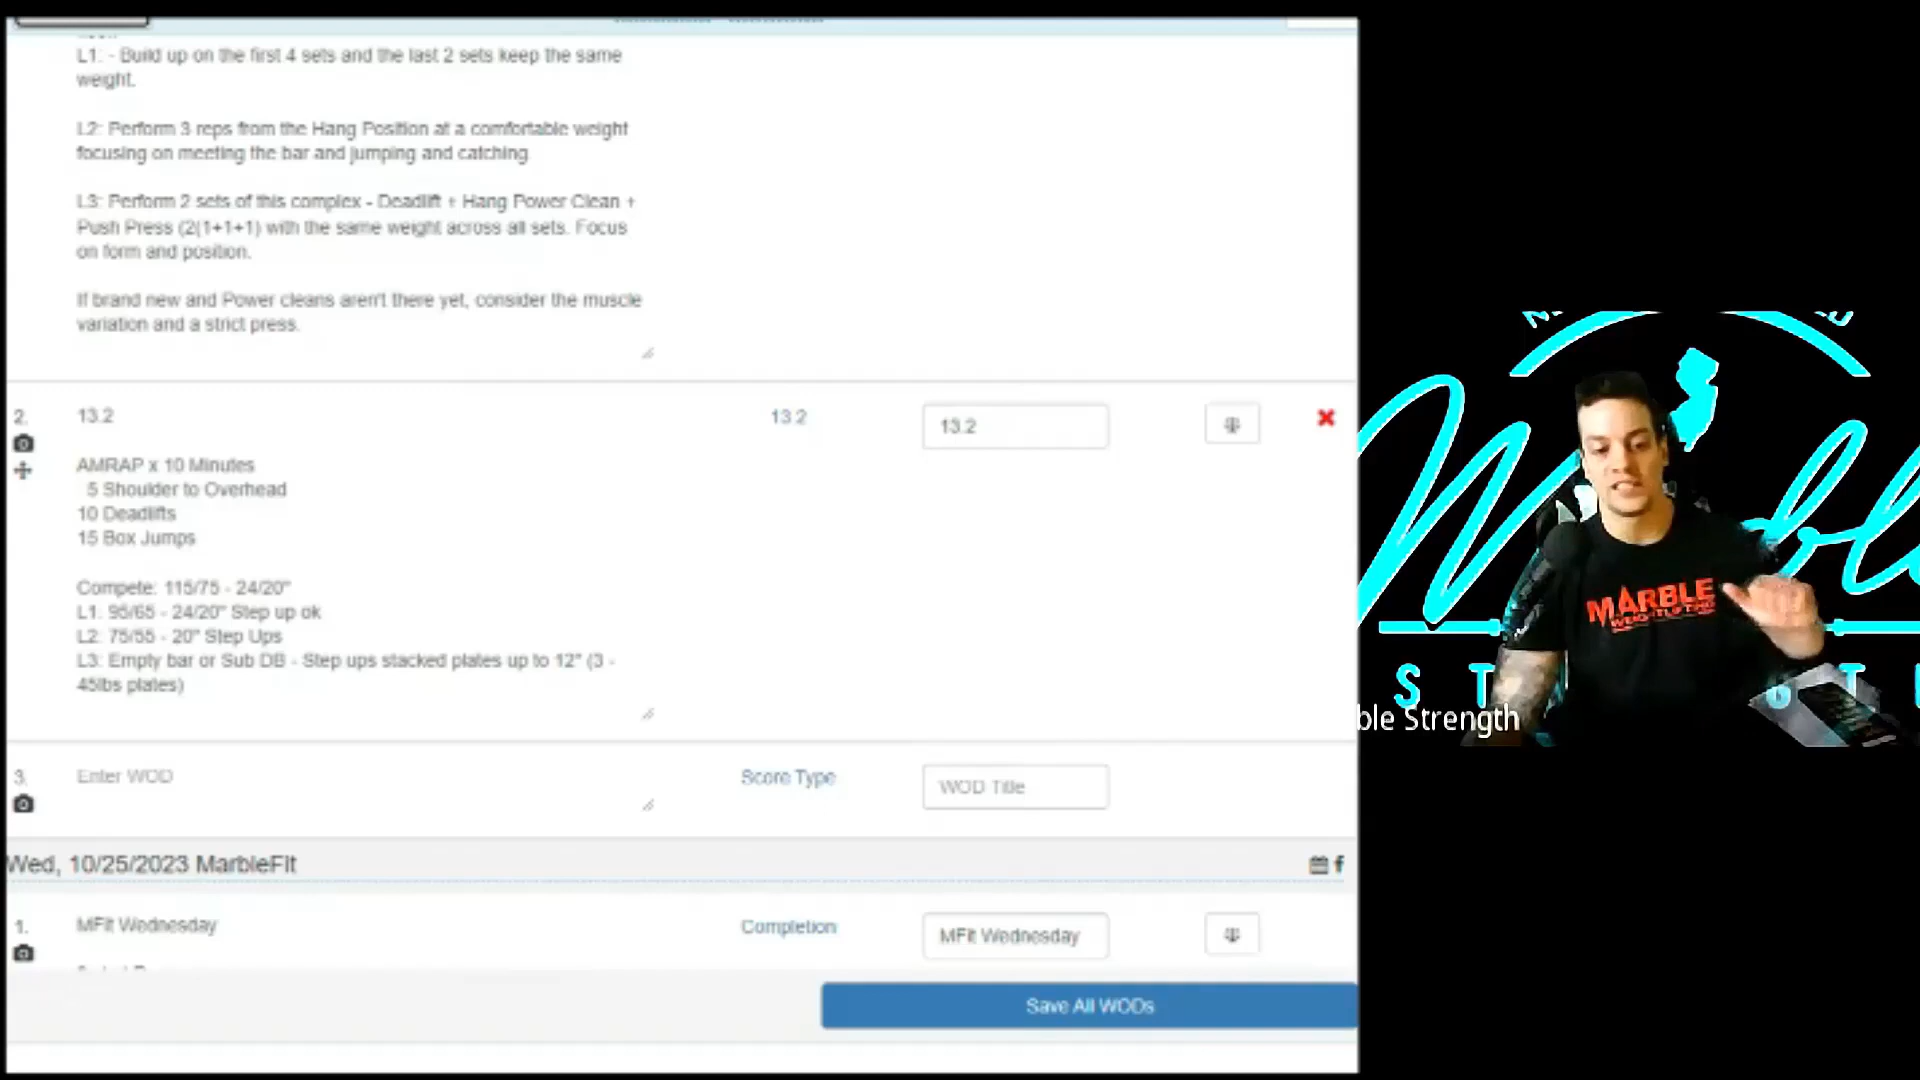 L1: - Build up on the first 4 sets and the last 2 sets keep the same
weight.
L2: Perform 3 reps from the Hang Position at a comfortable weight
focusing on meeting the bar and jumping and catching
L3: Perform 2 sets of this complex - Deadlift + Hang Power Clean +
Push Press (2(1+1+1) with the same weight across all sets. Focus
on form and position.
If brand new and Power cleans aren't there yet, consider the muscle
variation and a strict press.
2. 13.2 13.2 13.2
AMRAP x 10 Minutes
5 Shoulder to Overhead
10 Deadlifts
15 Box Jumps
Compete: 115/75 - 24/20"
L1: 95/65 - 24/20" Step up ok
L2: 75/55 - 20" Step Ups
L3: Empty bar or Sub DB - Step ups stacked plates up to 12" (3 -
45lbs plates)
3. Enter WOD Score Type WOD Title
Wed, 10/25/2023 MarbleFit
1. MFit Wednesday Completion MFit Wednesday
Save All WODs
MARBLE
WEIGHTLIFTING
ble Strength